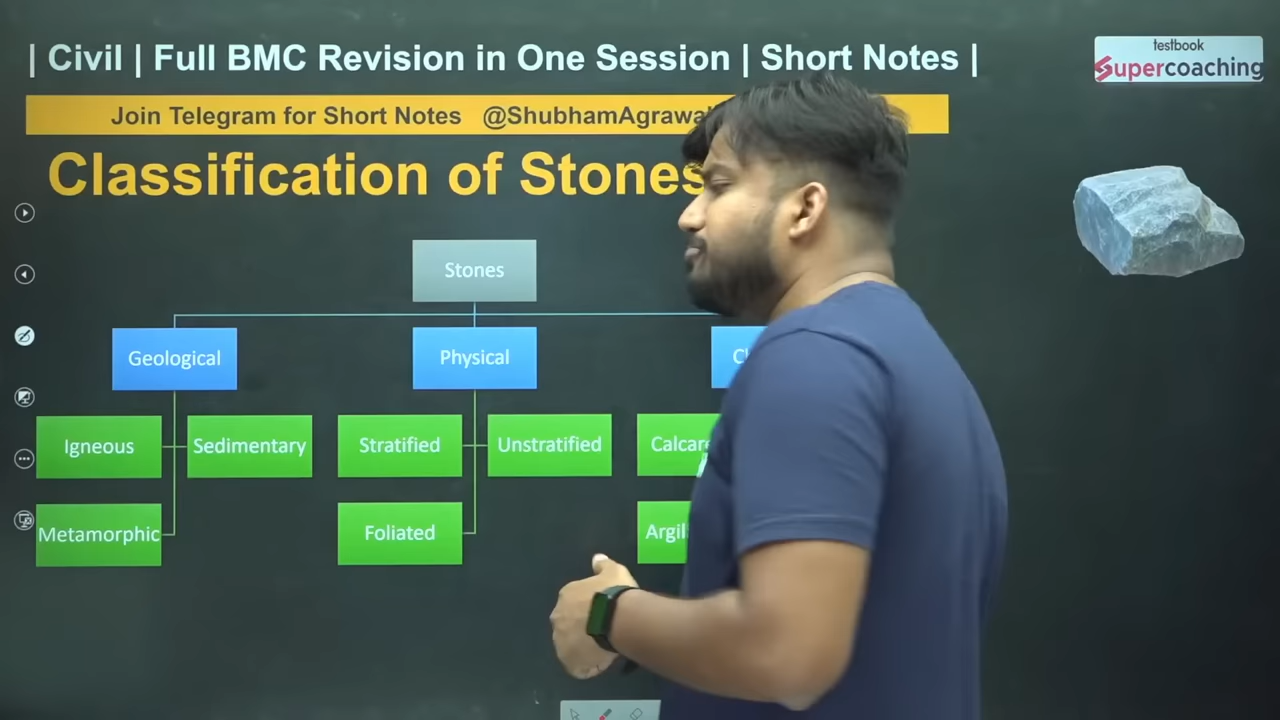 | Civil | Full BMC Revision in One Session | Short Notes |
testbook
Supercoaching
Join Telegram for Short Notes @ShubhamAgrawa
Classification of Stones
Stones
Geological
Physical
Igneous
Sedimentary
Stratified
Unstratified
Metamorphic
Foliated